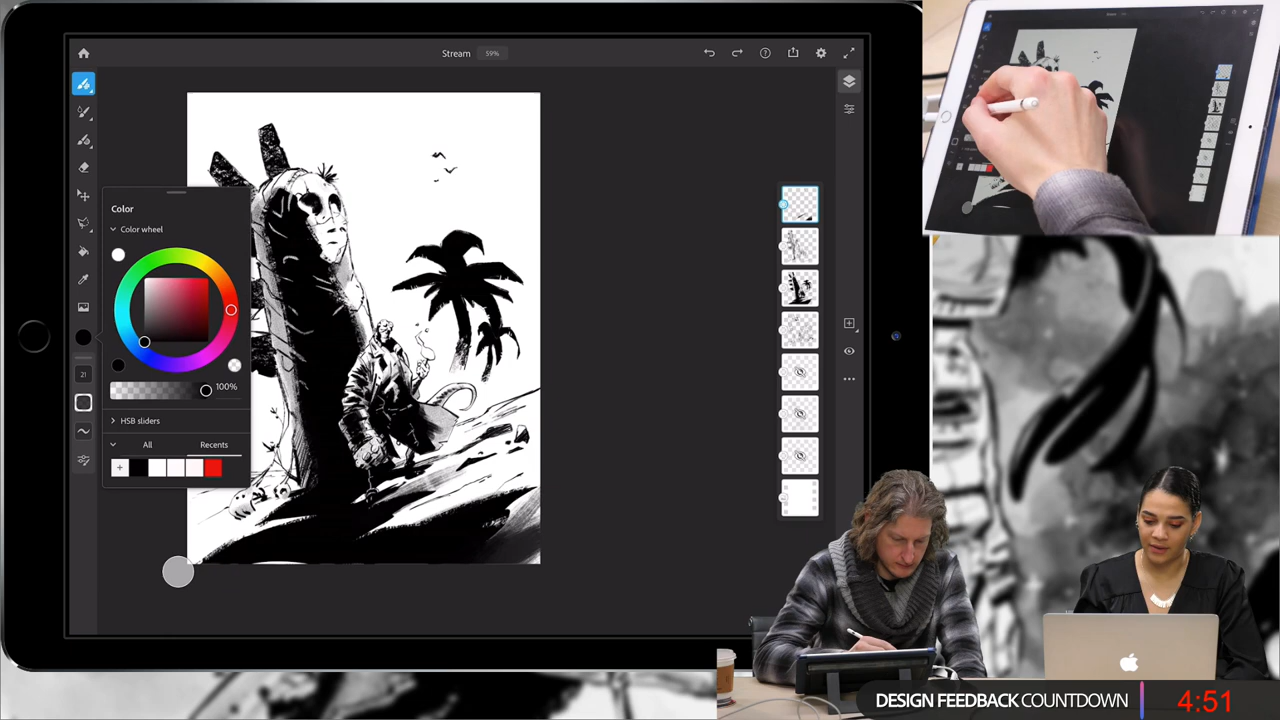 Stream 59%
Color
Color wheel
100%
21
HSB sliders
All Recents
DESIGN FEEDBACK COUNTDOWN 4:51